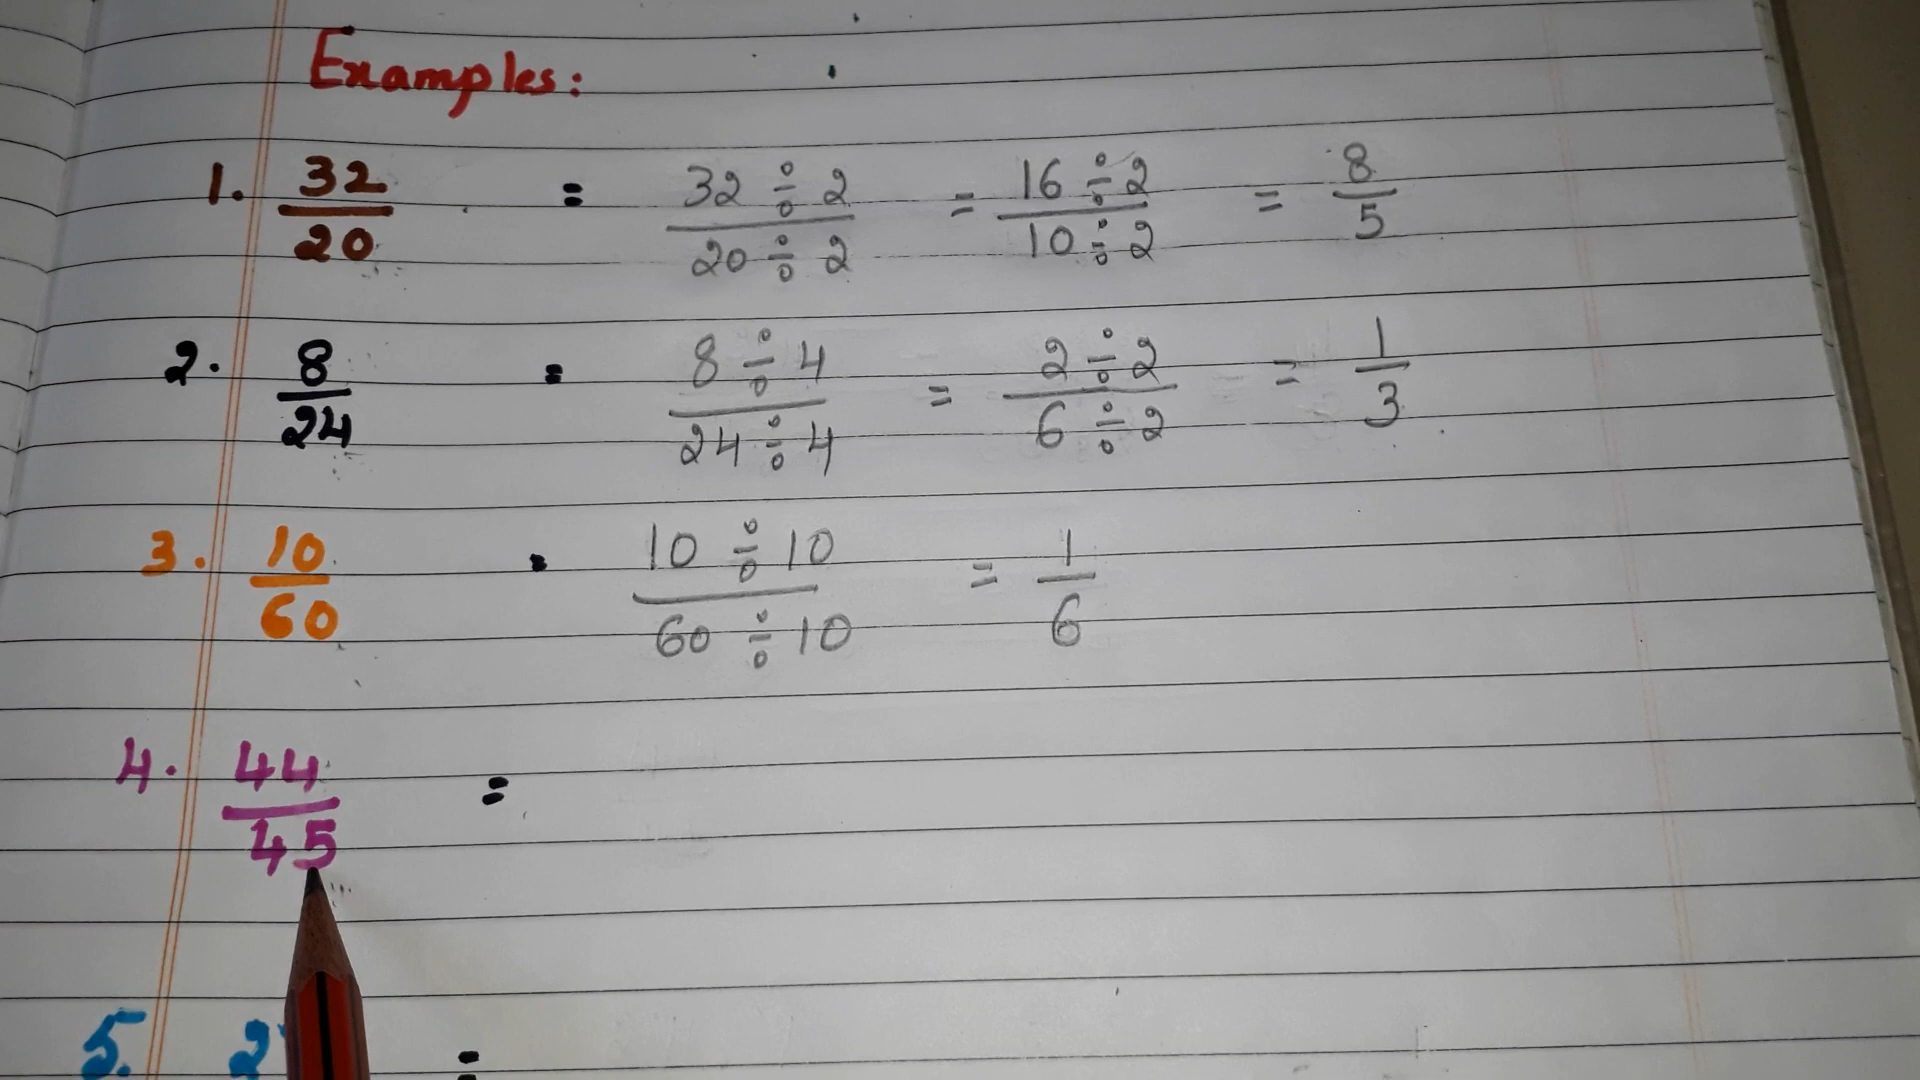 Examples:
1. 32/20 = 32 ÷ 2/20 ÷ 2 = 16 ÷ 2/10 ÷ 2 = 8/5
2. 8/24 = 8 ÷ 4/24 ÷ 4 = 2 ÷ 2/6 ÷ 2 = 1/3
3. 10/60 = 10 ÷ 10/60 ÷ 10 = 1/6
4. 44/45 =
5. =